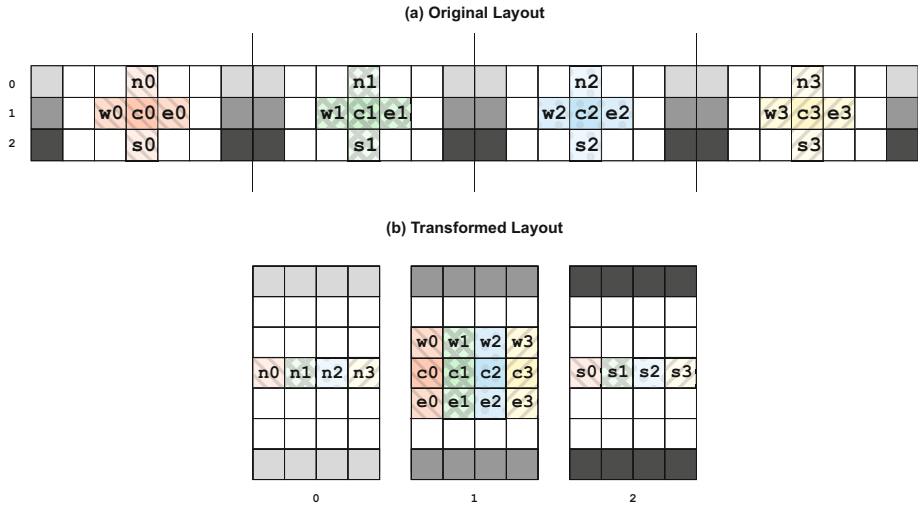 (a) Original Layout
0 n0 n1 n2 n3
1 w0 c0 e0 w1 c1 e1 w2 c2 e2 w3 c3 e3
2 s0 s1 s2 s3
(b) Transformed Layout
w0 w1 w2 w3
n0 n1 n2 n3 c0 c1 c2 c3 s0 s1 s2 s3
e0 e1 e2 e3
0 1 2